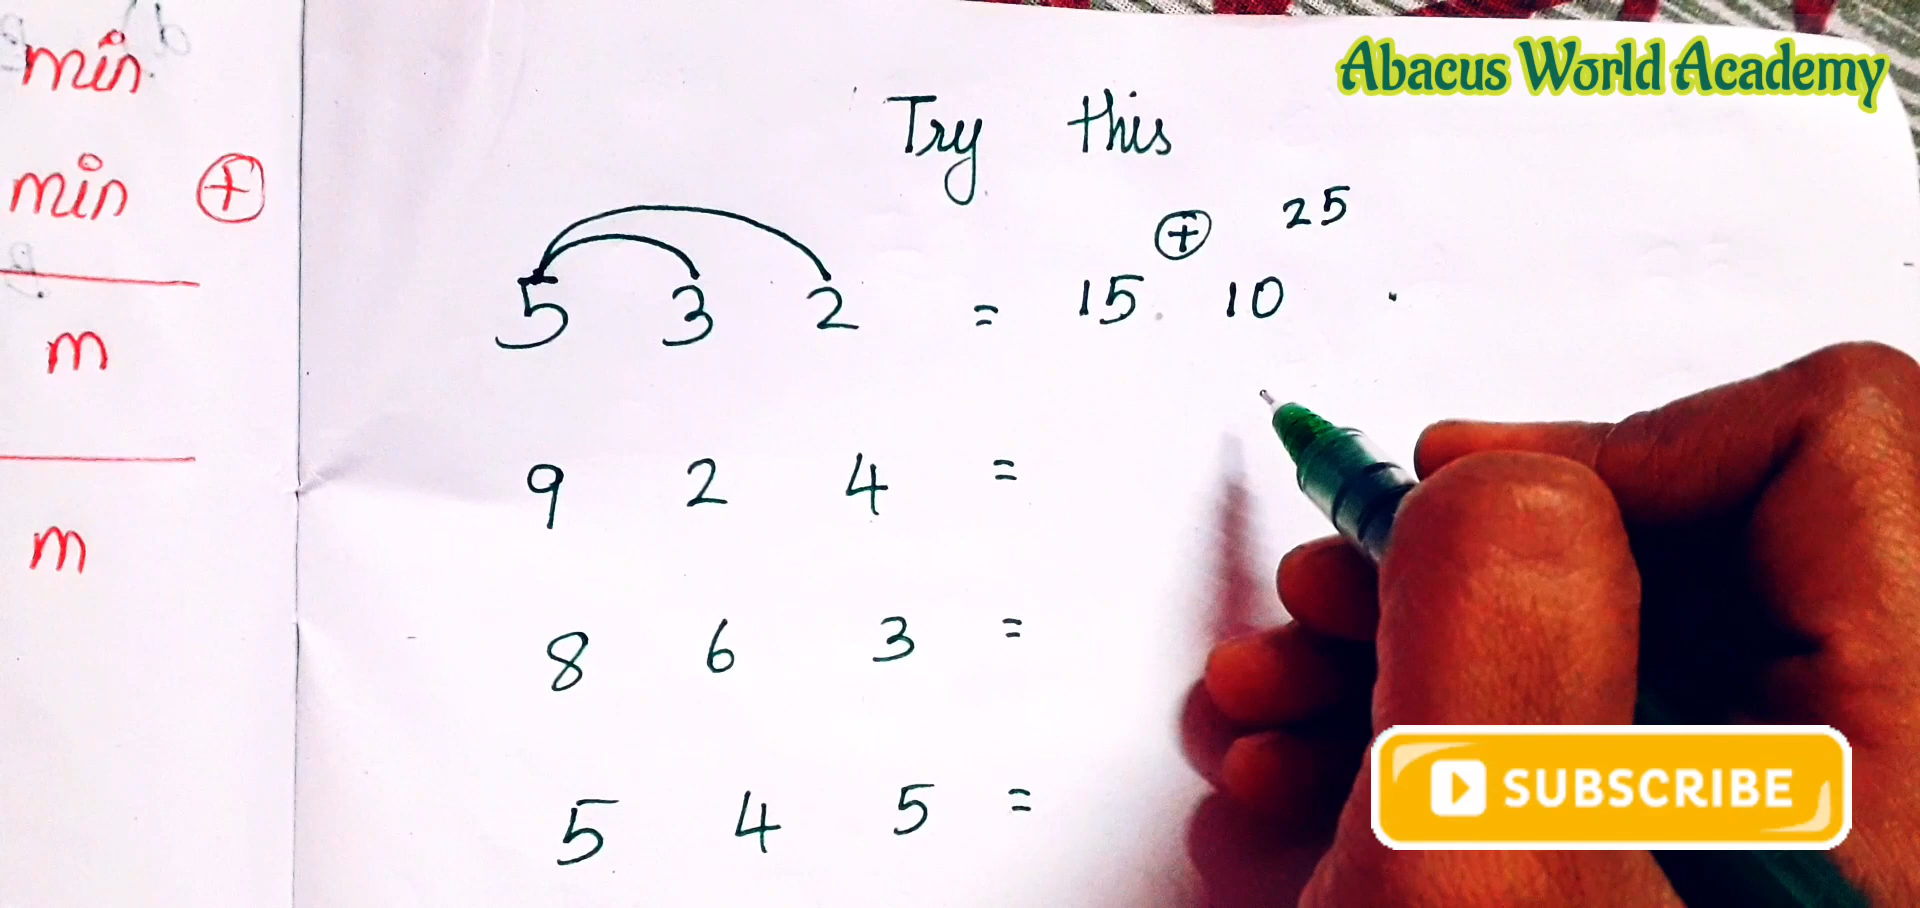 min
min ⊕
m
m
Abacus World Academy
Try this
⊕ 25
5 3 2 = 15 10
9 2 4 =
8 6 3 =
5 4 5 =
SUBSCRIBE